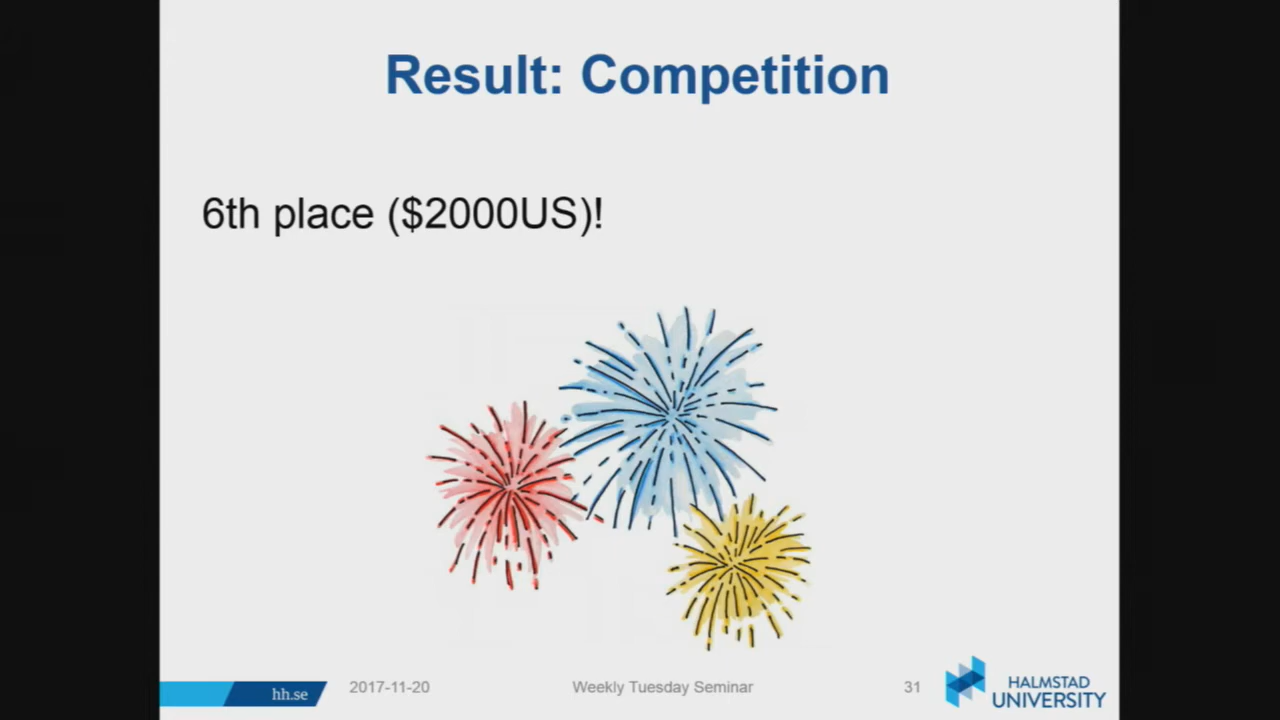 Result: Competition
6th place ($2000US)!
hh.se
2017-11-20
Weekly Tuesday Seminar
31
HALMSTAD
UNIVERSITY